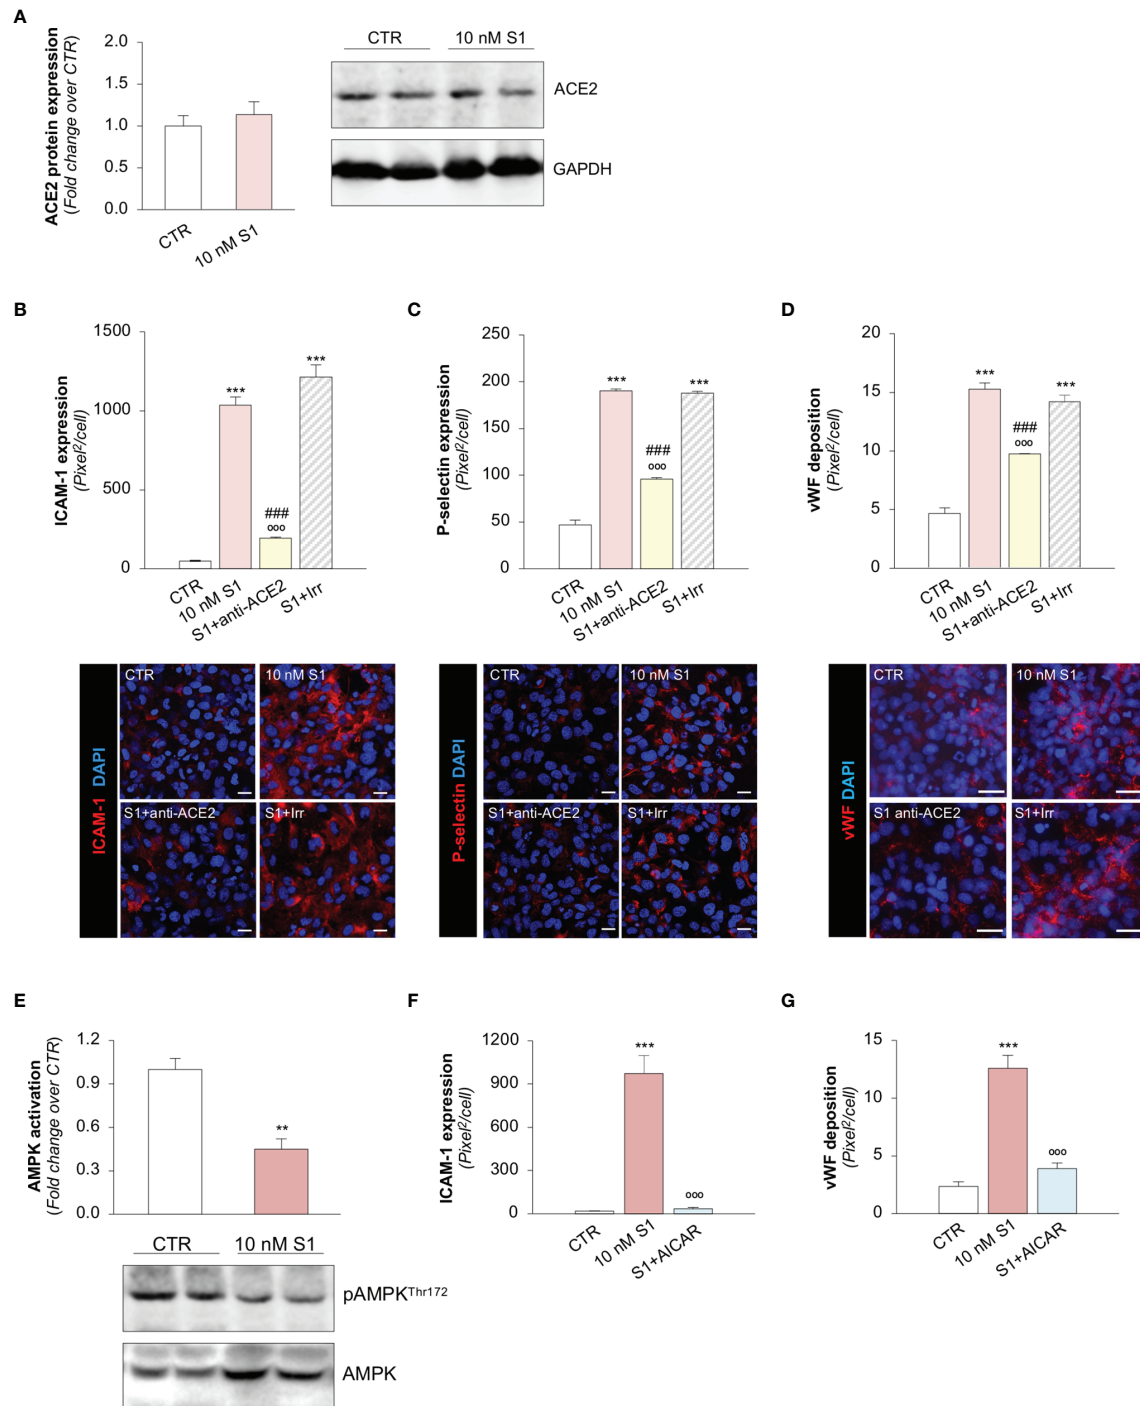 A
ACE2 protein expression
(Fold change over CTR)
2.0
1.5
1.0
0.5
0.0
CTR
10 nM S1
CTR 10 nM S1
ACE2
GAPDH
B
ICAM-1 expression
(Pixel²/cell)
1500
1000
500
0
***
###
ooo
***
CTR
10 nM S1
S1+anti-ACE2
S1+Irr
ICAM-1 DAPI
CTR
10 nM S1
S1+anti-ACE2
S1+Irr
C
P-selectin expression
(Pixel²/cell)
250
200
150
100
50
0
***
###
ooo
***
CTR
10 nM S1
S1+anti-ACE2
S1+Irr
P-selectin DAPI
CTR
10 nM S1
S1+anti-ACE2
S1+Irr
D
vWF deposition
(Pixel²/cell)
20
15
10
5
0
***
###
ooo
***
CTR
10 nM S1
S1+anti-ACE2
S1+Irr
vWF DAPI
CTR
10 nM S1
S1 anti-ACE2
S1+Irr
E
AMPK activation
(Fold change over CTR)
1.2
0.9
0.6
0.3
0.0
**
CTR 10 nM S1
pAMPKThr172
AMPK
F
ICAM-1 expression
(Pixel²/cell)
1200
900
600
300
0
***
ooo
CTR
10 nM S1
S1+AICAR
G
vWF deposition
(Pixel²/cell)
15
10
5
0
***
ooo
CTR
10 nM S1
S1+AICAR